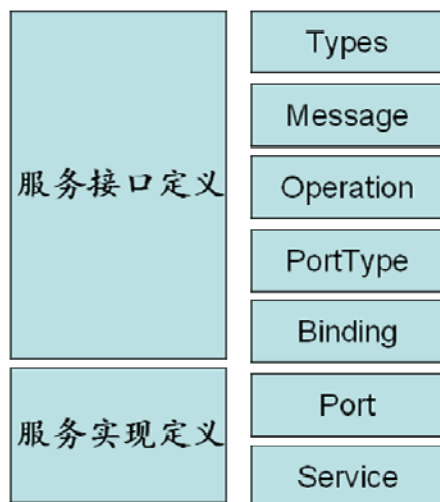 服务接口定义
Types
Message
Operation
PortType
Binding
服务实现定义
Port
Service